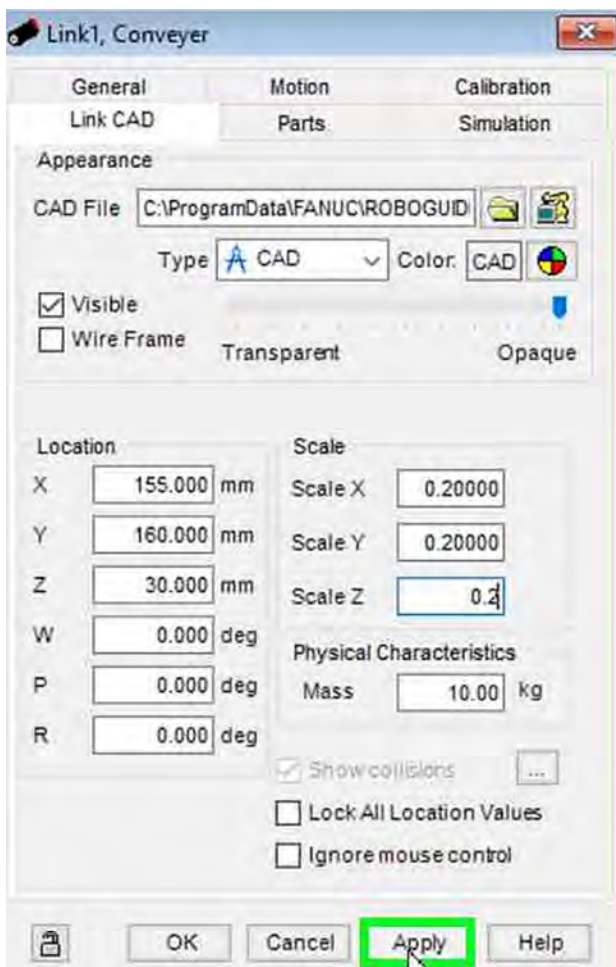 Link1, Conveyer
General Motion Calibration
Link CAD Parts Simulation
Appearance
CAD File C:\ProgramData\FANUC\ROBOGUID
Type CAD Color: CAD
Visible
Wire Frame
Transparent Opaque
Location Scale
X 155.000 mm Scale X 0.20000
Y 160.000 mm Scale Y 0.20000
Z 30.000 mm Scale Z 0.2
W 0.000 deg Physical Characteristics
P 0.000 deg Mass 10.00 kg
R 0.000 deg
Show collisions ...
Lock All Location Values
Ignore mouse control
OK Cancel Apply Help